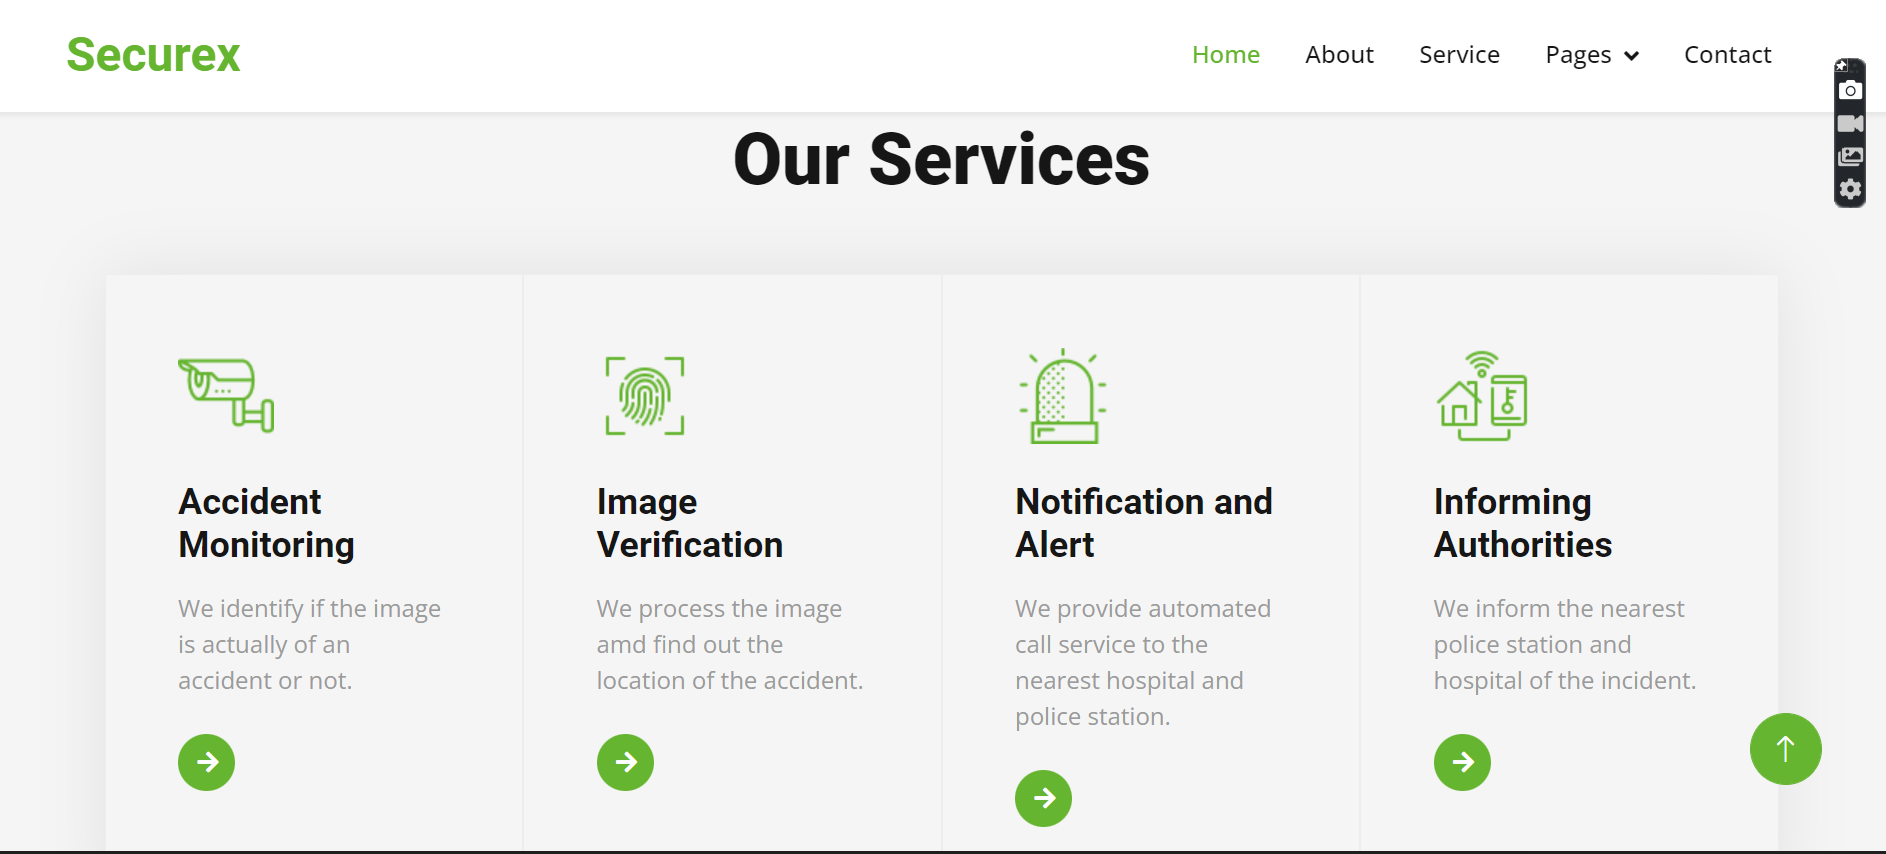 Securex
Home About Service Pages Contact
Our Services
Accident
Monitoring
We identify if the image
is actually of an
accident or not.
Image
Verification
We process the image
amd find out the
location of the accident.
Notification and
Alert
We provide automated
call service to the
nearest hospital and
police station.
Informing
Authorities
We inform the nearest
police station and
hospital of the incident.